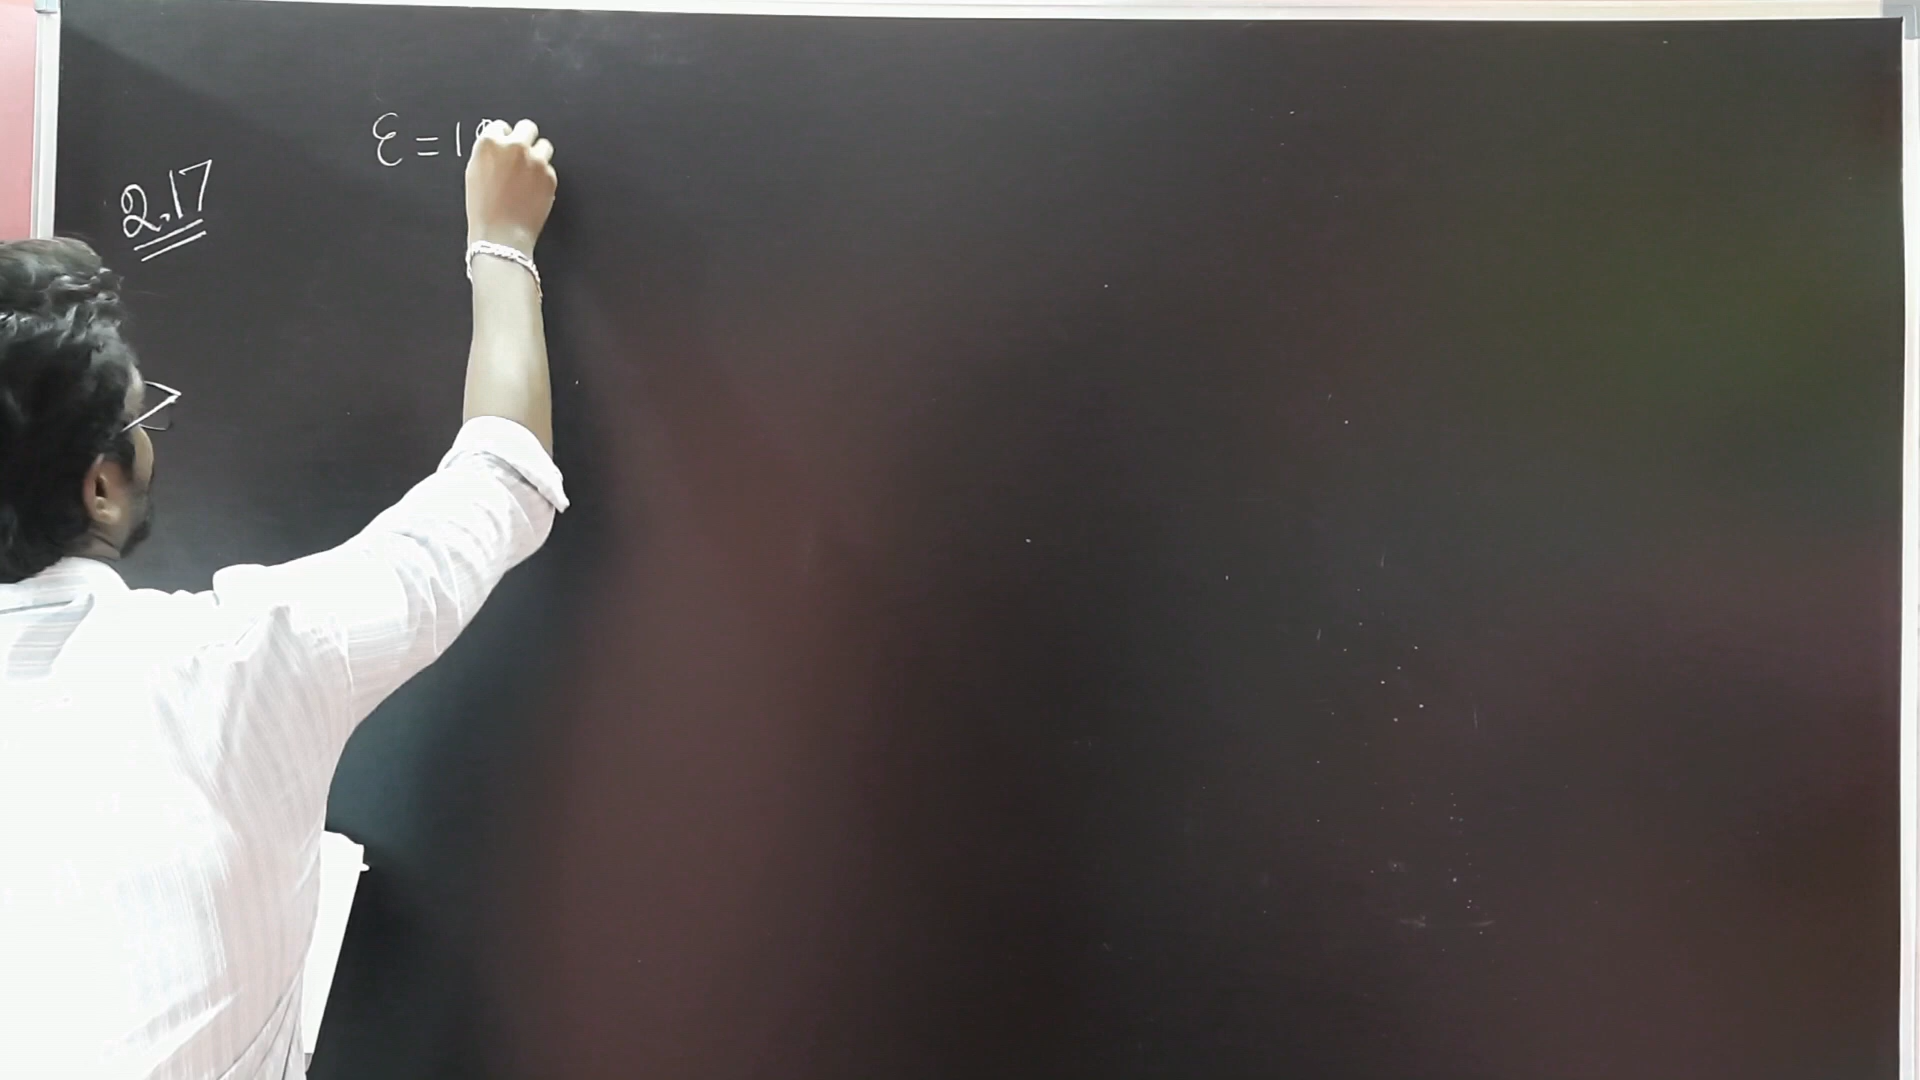 ε = 1
2.17